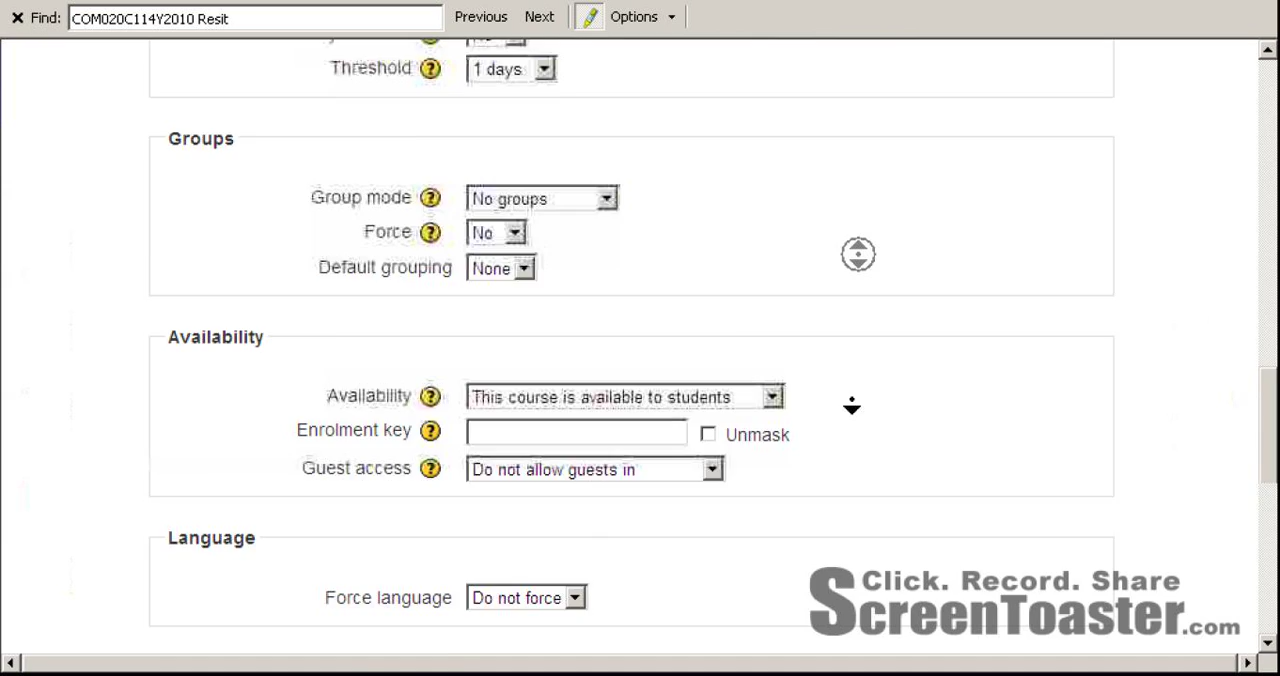 Find: COM020C114Y2010 Resit Previous Next Options
Threshold 1 days
Groups
Group mode No groups
Force No
Default grouping None
Availability
Availability This course is available to students
Enrolment key Unmask
Guest access Do not allow guests in
Language
Force language Do not force
Click. Record. Share
ScreenToaster.com